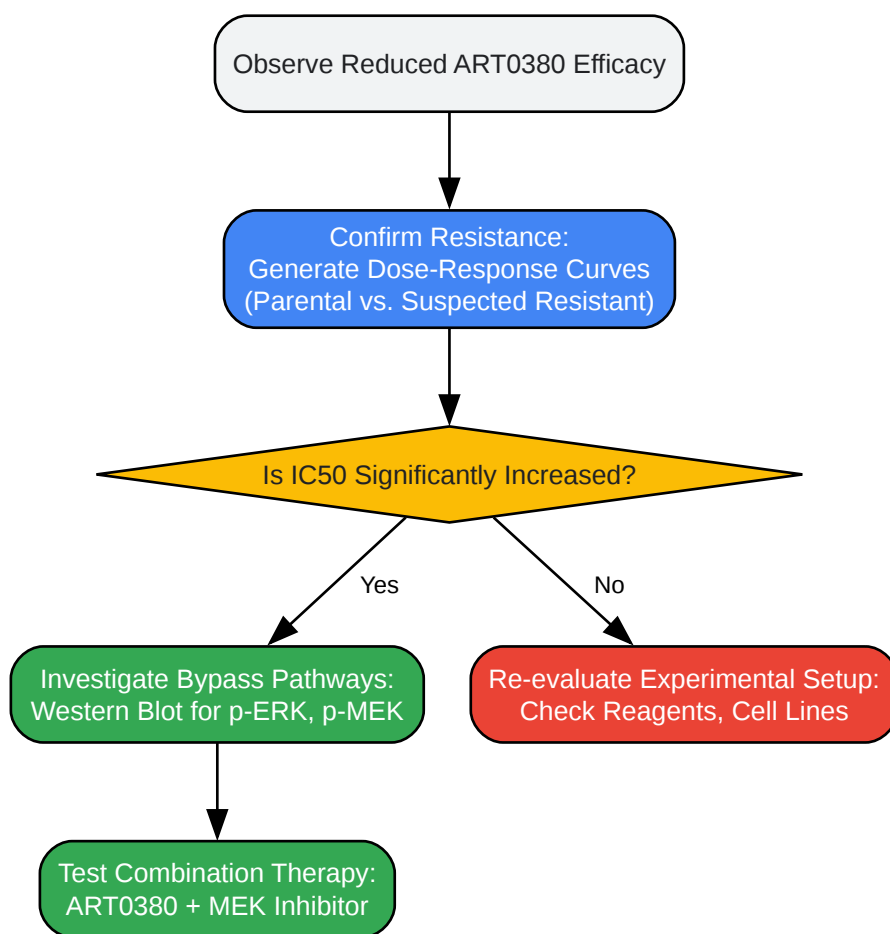 Observe Reduced ART0380 Efficacy
Confirm Resistance:
Generate Dose-Response Curves
(Parental vs. Suspected Resistant)
Is IC50 Significantly Increased?
Yes
No
Investigate Bypass Pathways:
Western Blot for p-ERK, p-MEK
Re-evaluate Experimental Setup:
Check Reagents, Cell Lines
Test Combination Therapy:
ART0380 + MEK Inhibitor